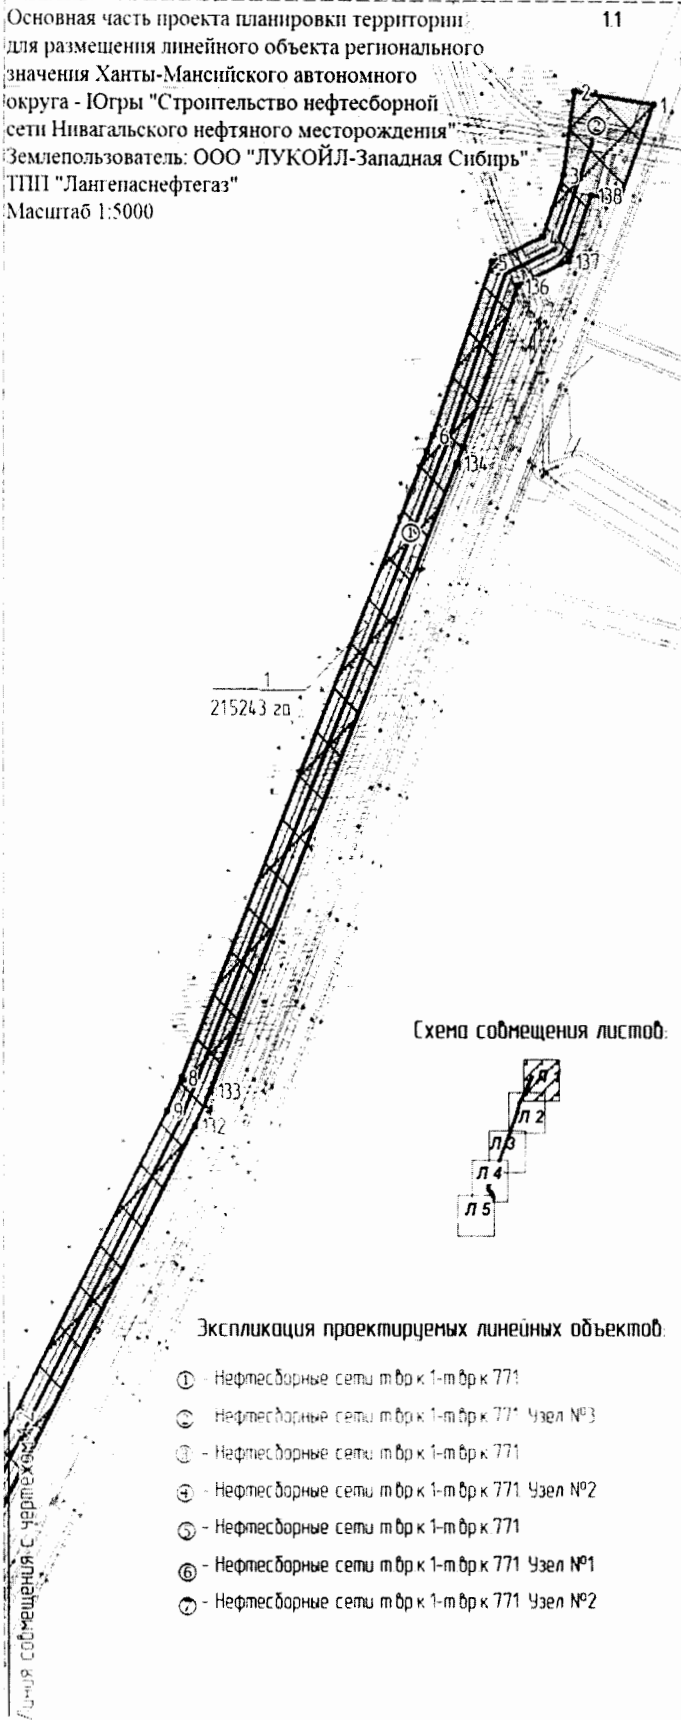 Основная часть проекта планировки территории
1.1
для размещения линейного объекта регионального
значения Ханты-Мансийского автономного
округа - Югры "Строительство нефтесборной
сети Нивагальского нефтяного месторождения"
Землепользователь: ООО "ЛУКОЙЛ-Западная Сибирь"
ТПП "Лангепаснефтегаз"
Масштаб 1:5000
2
1
2
3
138
137
5
136
6
134
1
1
215243 га
8
133
9
132
Схема совмещения листов:
Л 1
Л 2
Л 3
Л 4
Л 5
Экспликация проектируемых линейных объектов:
1 - Нефтесборные сети т вр к 1-т вр к 771
2 - Нефтесборные сети т вр к 1-т вр к 771 Узел №3
3 - Нефтесборные сети т вр к 1-т вр к 771
4 - Нефтесборные сети т вр к 1-т вр к 771 Узел №2
5 - Нефтесборные сети т вр к 1-т вр к 771
6 - Нефтесборные сети т вр к 1-т вр к 771 Узел №1
7 - Нефтесборные сети т вр к 1-т вр к 771 Узел №2
Линия совмещения с чертежом